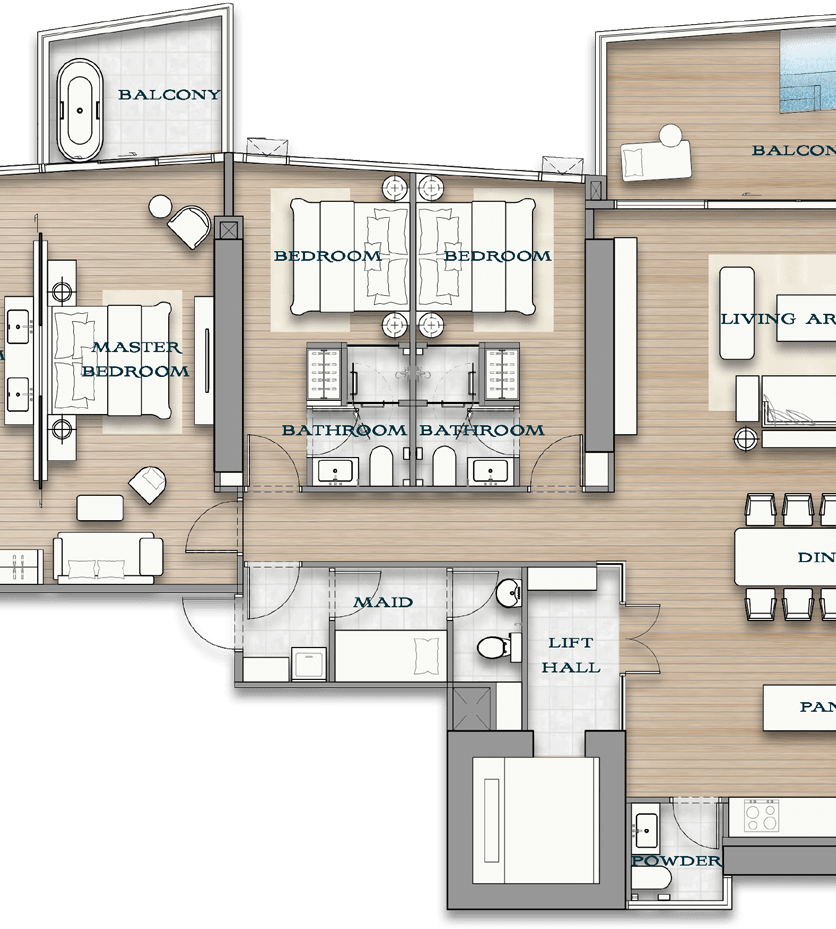 BALCONY
BALCON
BEDROOM
BEDROOM
LIVING AR
MASTER
BEDROOM
M
BATHROOM
BATHROOM
DIN
MAID
LIFT
HALL
PAN
POWDER